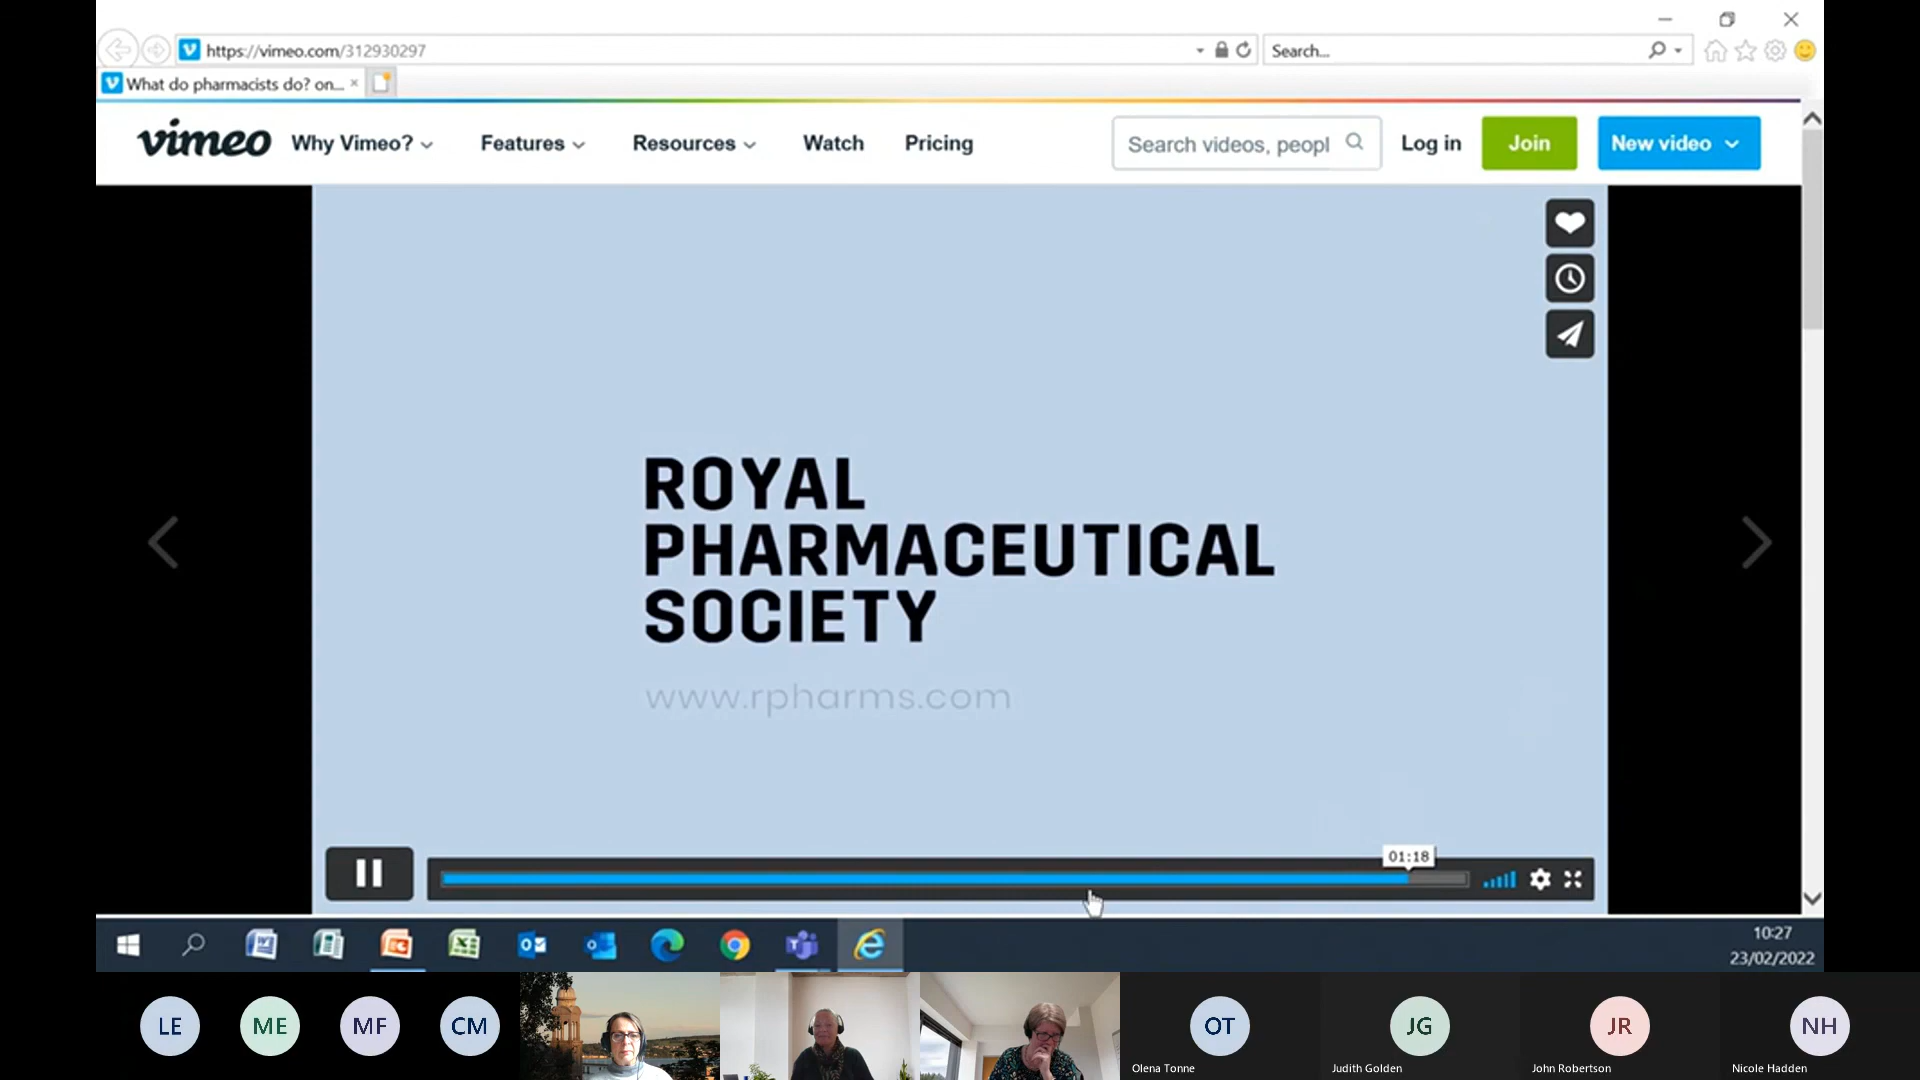 https://vimeo.com/312930297
Search...
What do pharmacists do? on...
vimeo
Why Vimeo?
Features
Resources
Watch
Pricing
Search videos, peopl
Log in
Join
New video
ROYAL
PHARMACEUTICAL
SOCIETY
www.rpharms.com
01:18
10:27
23/02/2022
LE
ME
MF
CM
OT
JG
JR
NH
Olena Tonne
Judith Golden
John Robertson
Nicole Hadden